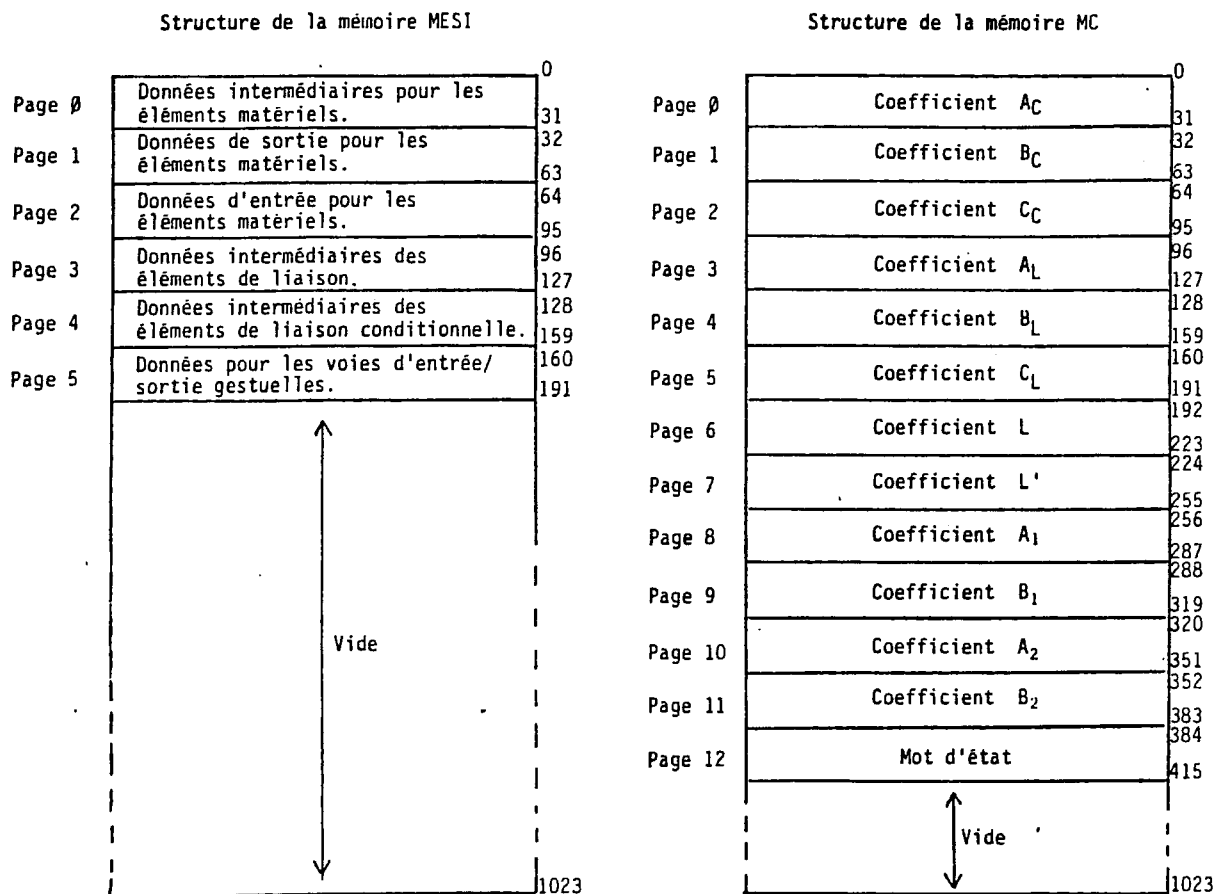 Structure de la mémoire MESI
0
Page Ø
Données intermédiaires pour les
éléments matériels.
31
Page 1
32
Données de sortie pour les
éléments matériels.
63
Page 2
64
Données d'entrée pour les
éléments matériels.
95
Page 3
96
Données intermédiaires des
éléments de liaison.
127
Page 4
128
Données intermédiaires des
éléments de liaison conditionnelle.
159
Page 5
160
Données pour les voies d'entrée/
sortie gestuelles.
191
Vide
1023
Structure de la mémoire MC
0
Page Ø
Coefficient AC
31
32
Page 1
Coefficient BC
63
64
Page 2
Coefficient CC
95
96
Page 3
Coefficient AL
127
128
Page 4
Coefficient BL
159
160
Page 5
Coefficient CL
191
192
Page 6
Coefficient L
223
224
Page 7
Coefficient L'
255
256
Page 8
Coefficient A1
287
288
Page 9
Coefficient B1
319
320
Page 10
Coefficient A2
351
352
Page 11
Coefficient B2
383
384
Page 12
Mot d'état
415
Vide
1023